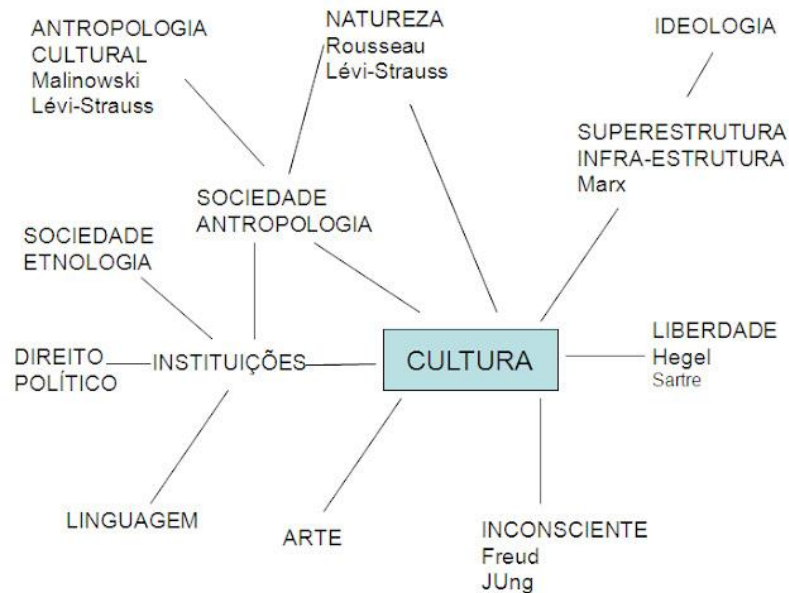 ANTROPOLOGIA
CULTURAL
Malinowski
Lévi-Strauss
NATUREZA
Rousseau
Lévi-Strauss
IDEOLOGIA
SUPERESTRUTURA
INFRA-ESTRUTURA
Marx
SOCIEDADE
ANTROPOLOGIA
SOCIEDADE
ETNOLOGIA
DIREITO
POLÍTICO
INSTITUIÇÕES
CULTURA
LIBERDADE
Hegel
Sartre
LINGUAGEM
ARTE
INCONSCIENTE
Freud
JUng